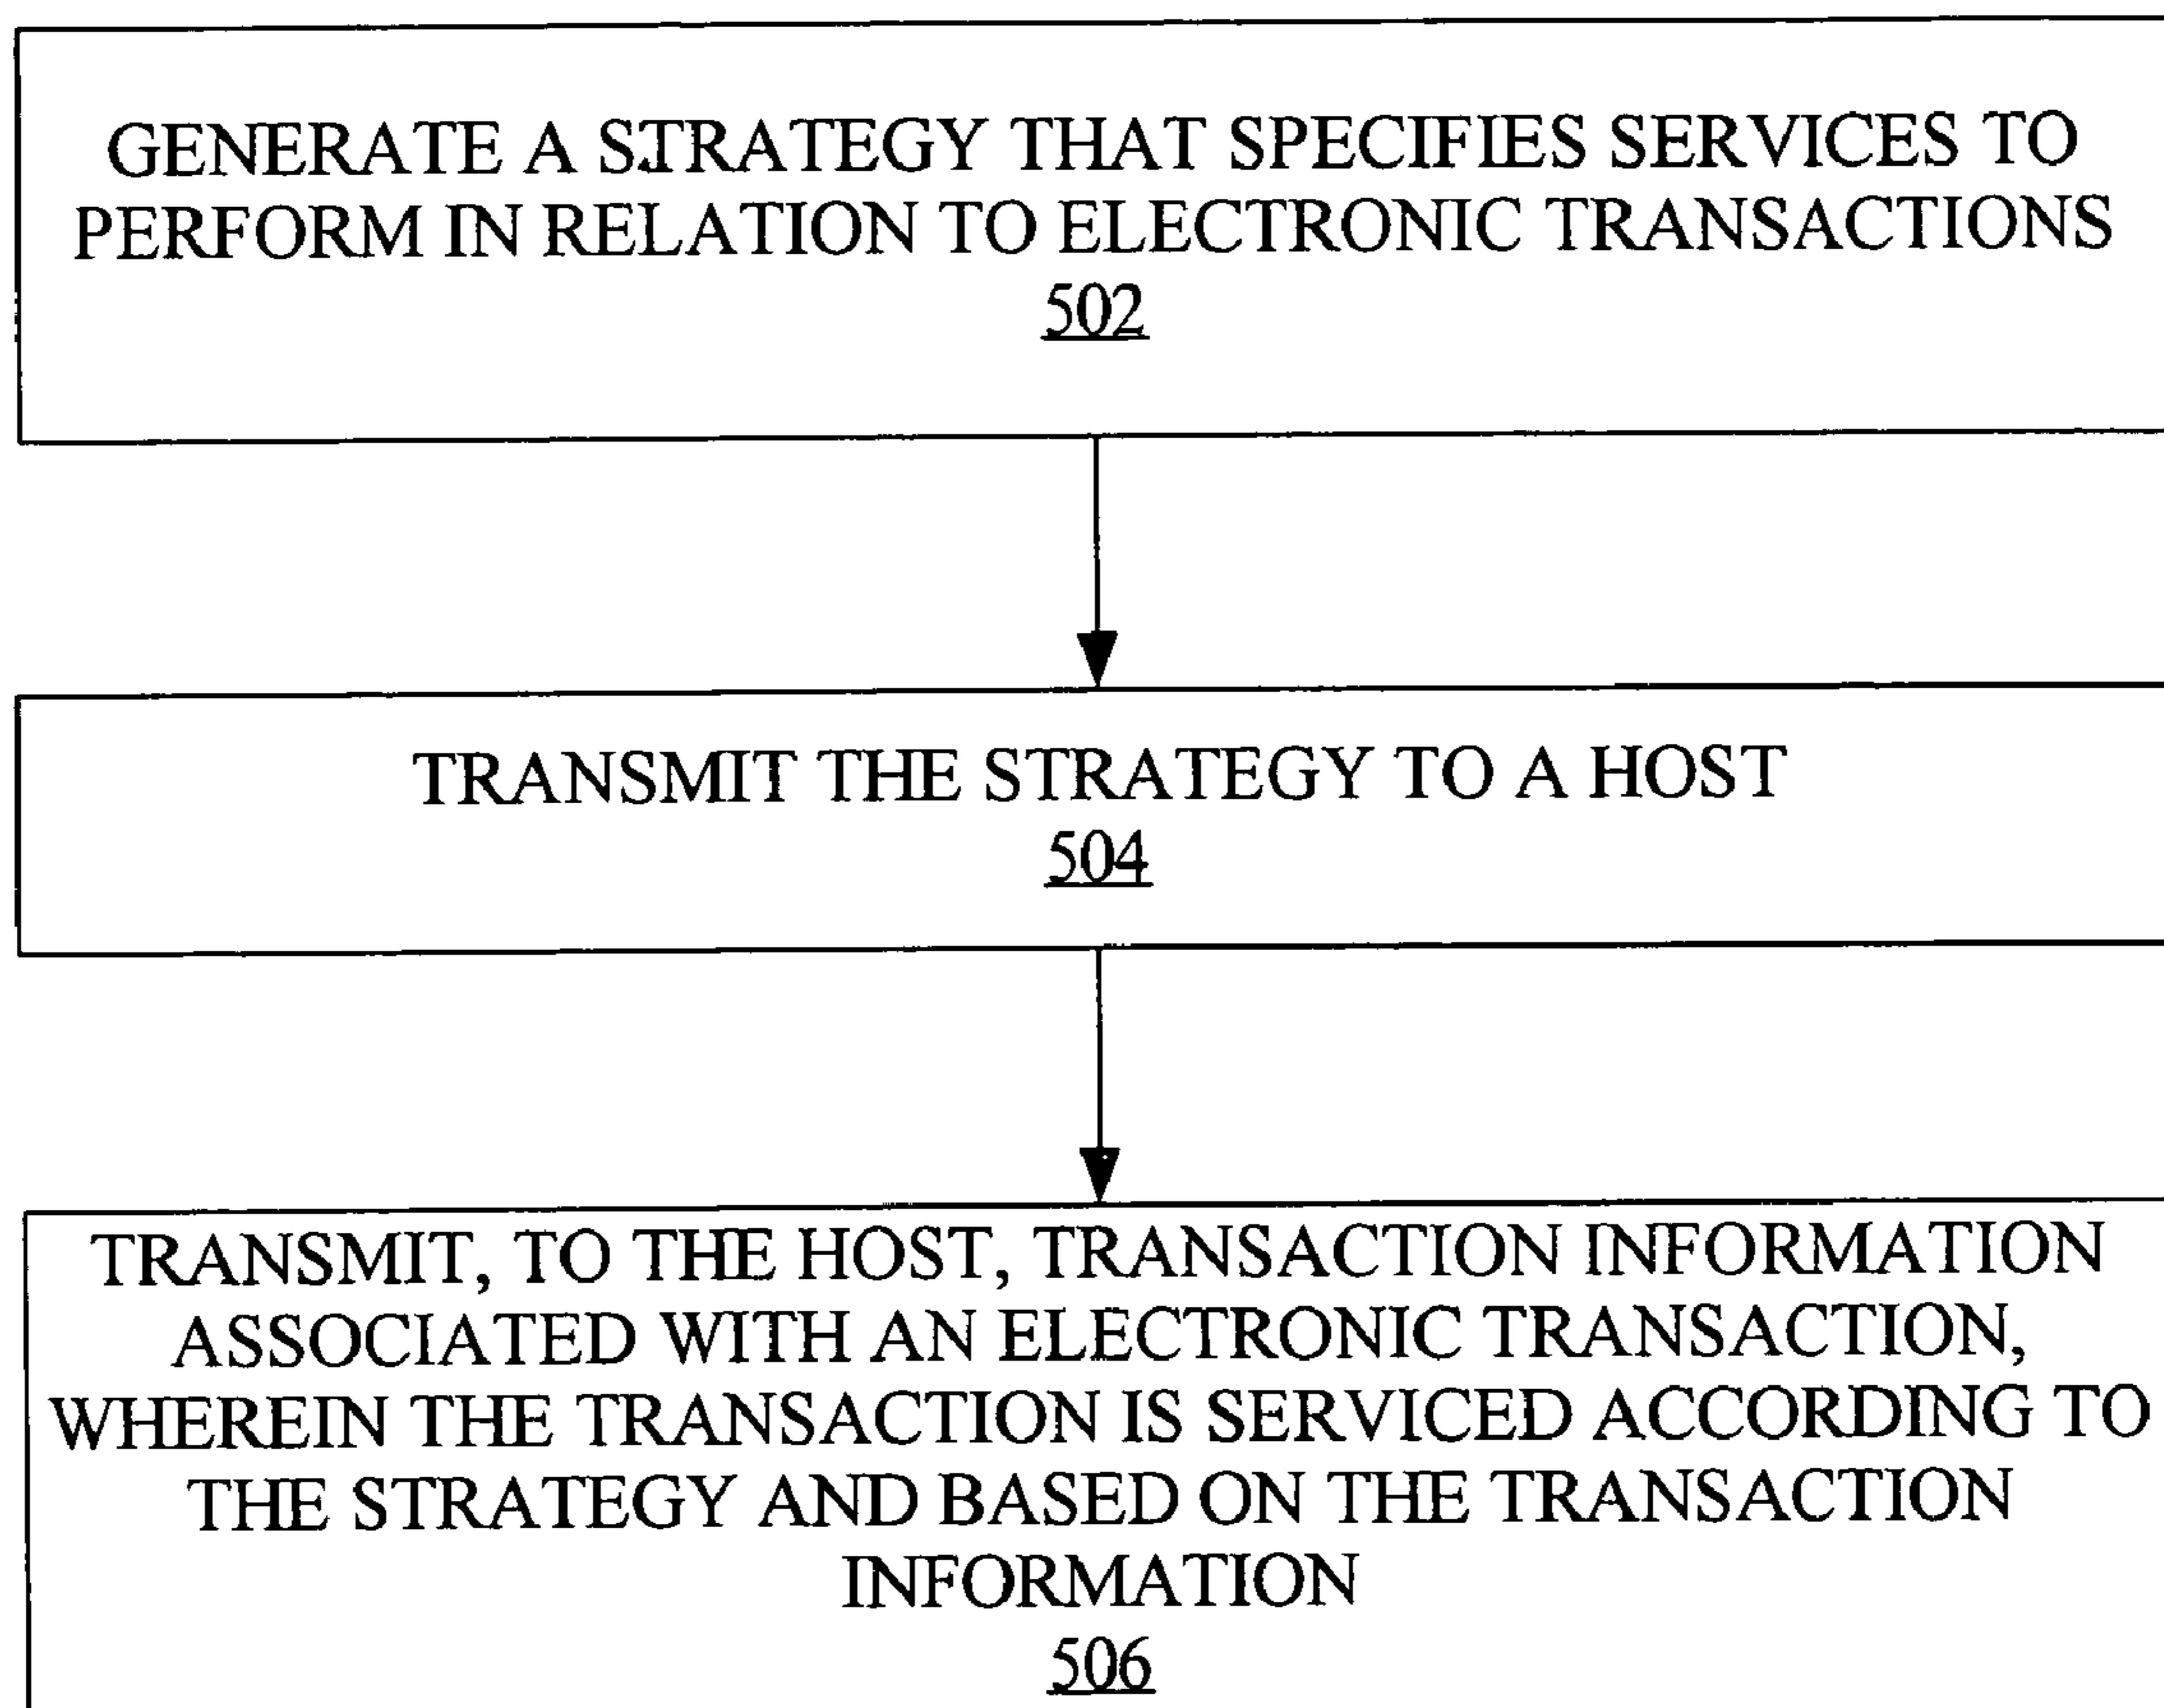 GENERATE A STRATEGY THAT SPECIFIES SERVICES TO
PERFORM IN RELATION TO ELECTRONIC TRANSACTIONS
502
TRANSMIT THE STRATEGY TO A HOST
504
TRANSMIT, TO THE HOST, TRANSACTION INFORMATION
ASSOCIATED WITH AN ELECTRONIC TRANSACTION,
WHEREIN THE TRANSACTION IS SERVICED ACCORDING TO
THE STRATEGY AND BASED ON THE TRANSACTION
INFORMATION
506